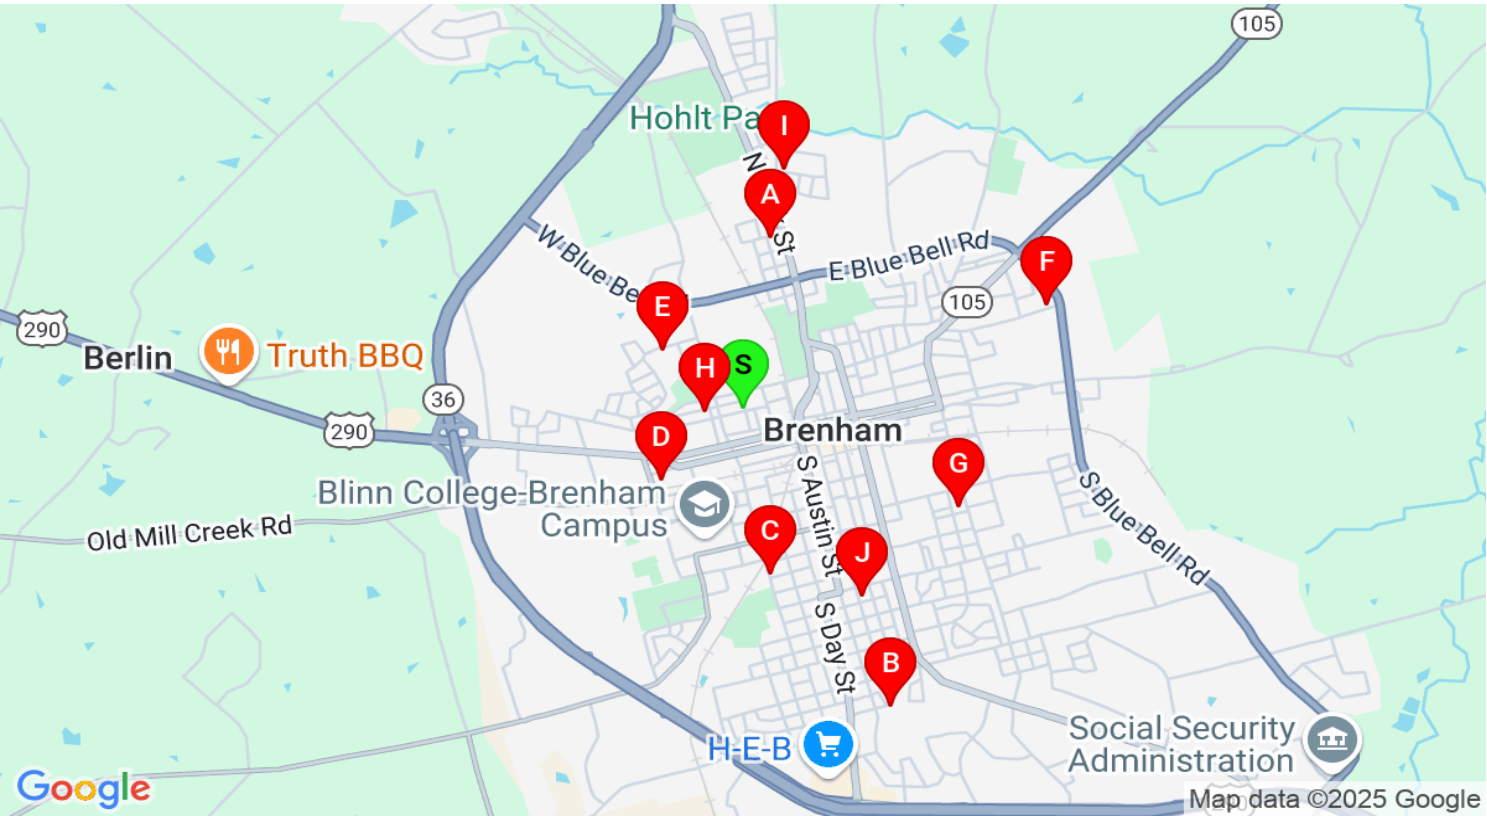 105
Hohlt Pa
I
N
A
y St
W Blue Be
E Blue Bell Rd
F
E
105
290
Berlin
Truth BBQ
H
S
36
290
D
Brenham
G
Blinn College-Brenham
Campus
S Austin St
S Blue Bell Rd
Old Mill Creek Rd
C
J
S Day St
B
H-E-B
Social Security
Administration
Google
Map data ©2025 Google